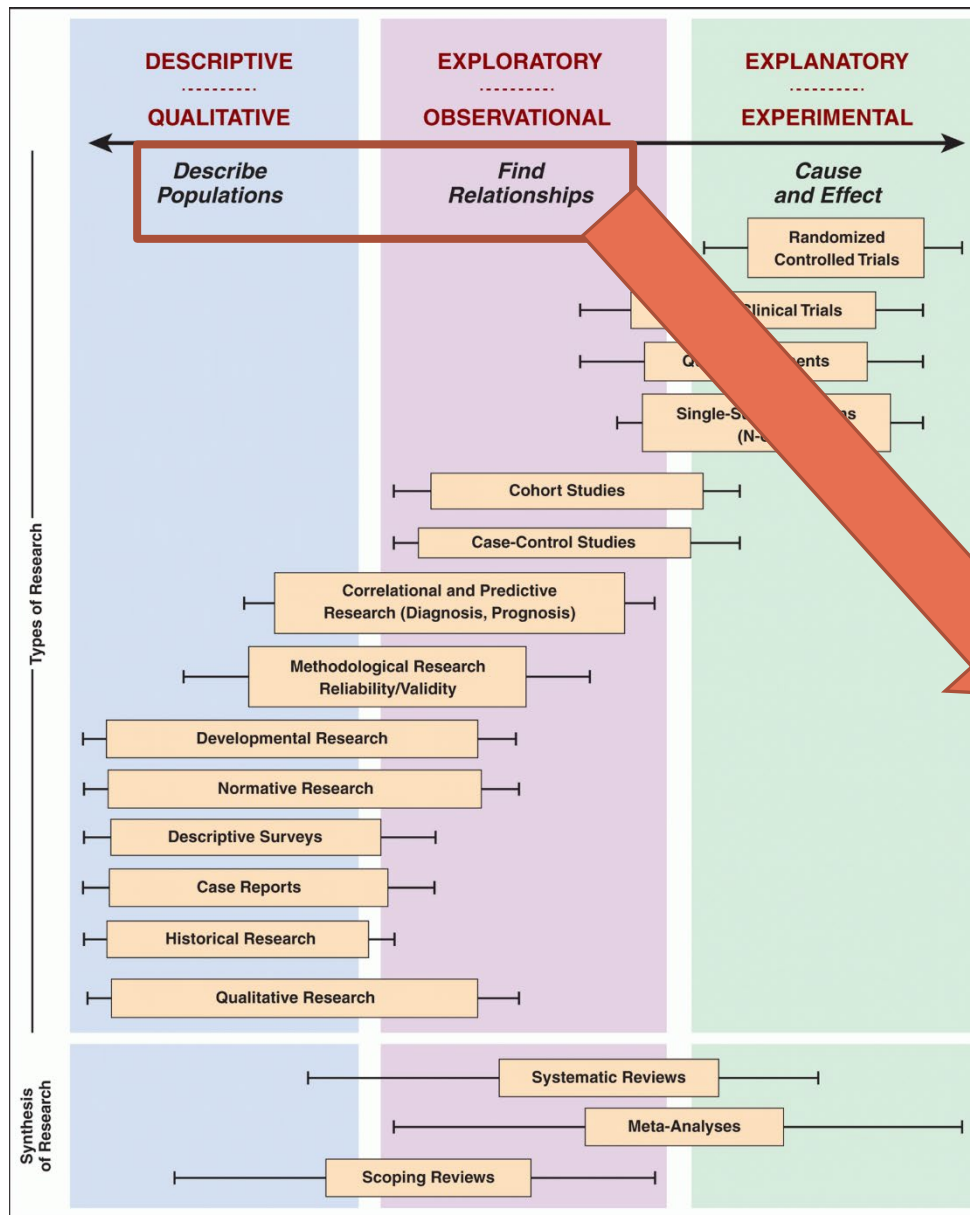 DESCRIPTIVE
QUALITATIVE
EXPLORATORY
OBSERVATIONAL
EXPLANATORY
EXPERIMENTAL
Describe
Populations
Find
Relationships
Cause
and Effect
Types of Research
Randomized
Controlled Trials
Clinical Trials
Single-
Cohort Studies
Case-Control Studies
Correlational and Predictive
Research (Diagnosis, Prognosis)
Methodological Research
Reliability/Validity
Developmental Research
Normative Research
Descriptive Surveys
Case Reports
Historical Research
Qualitative Research
Synthesis
of Research
Systematic Reviews
Meta-Analyses
Scoping Reviews